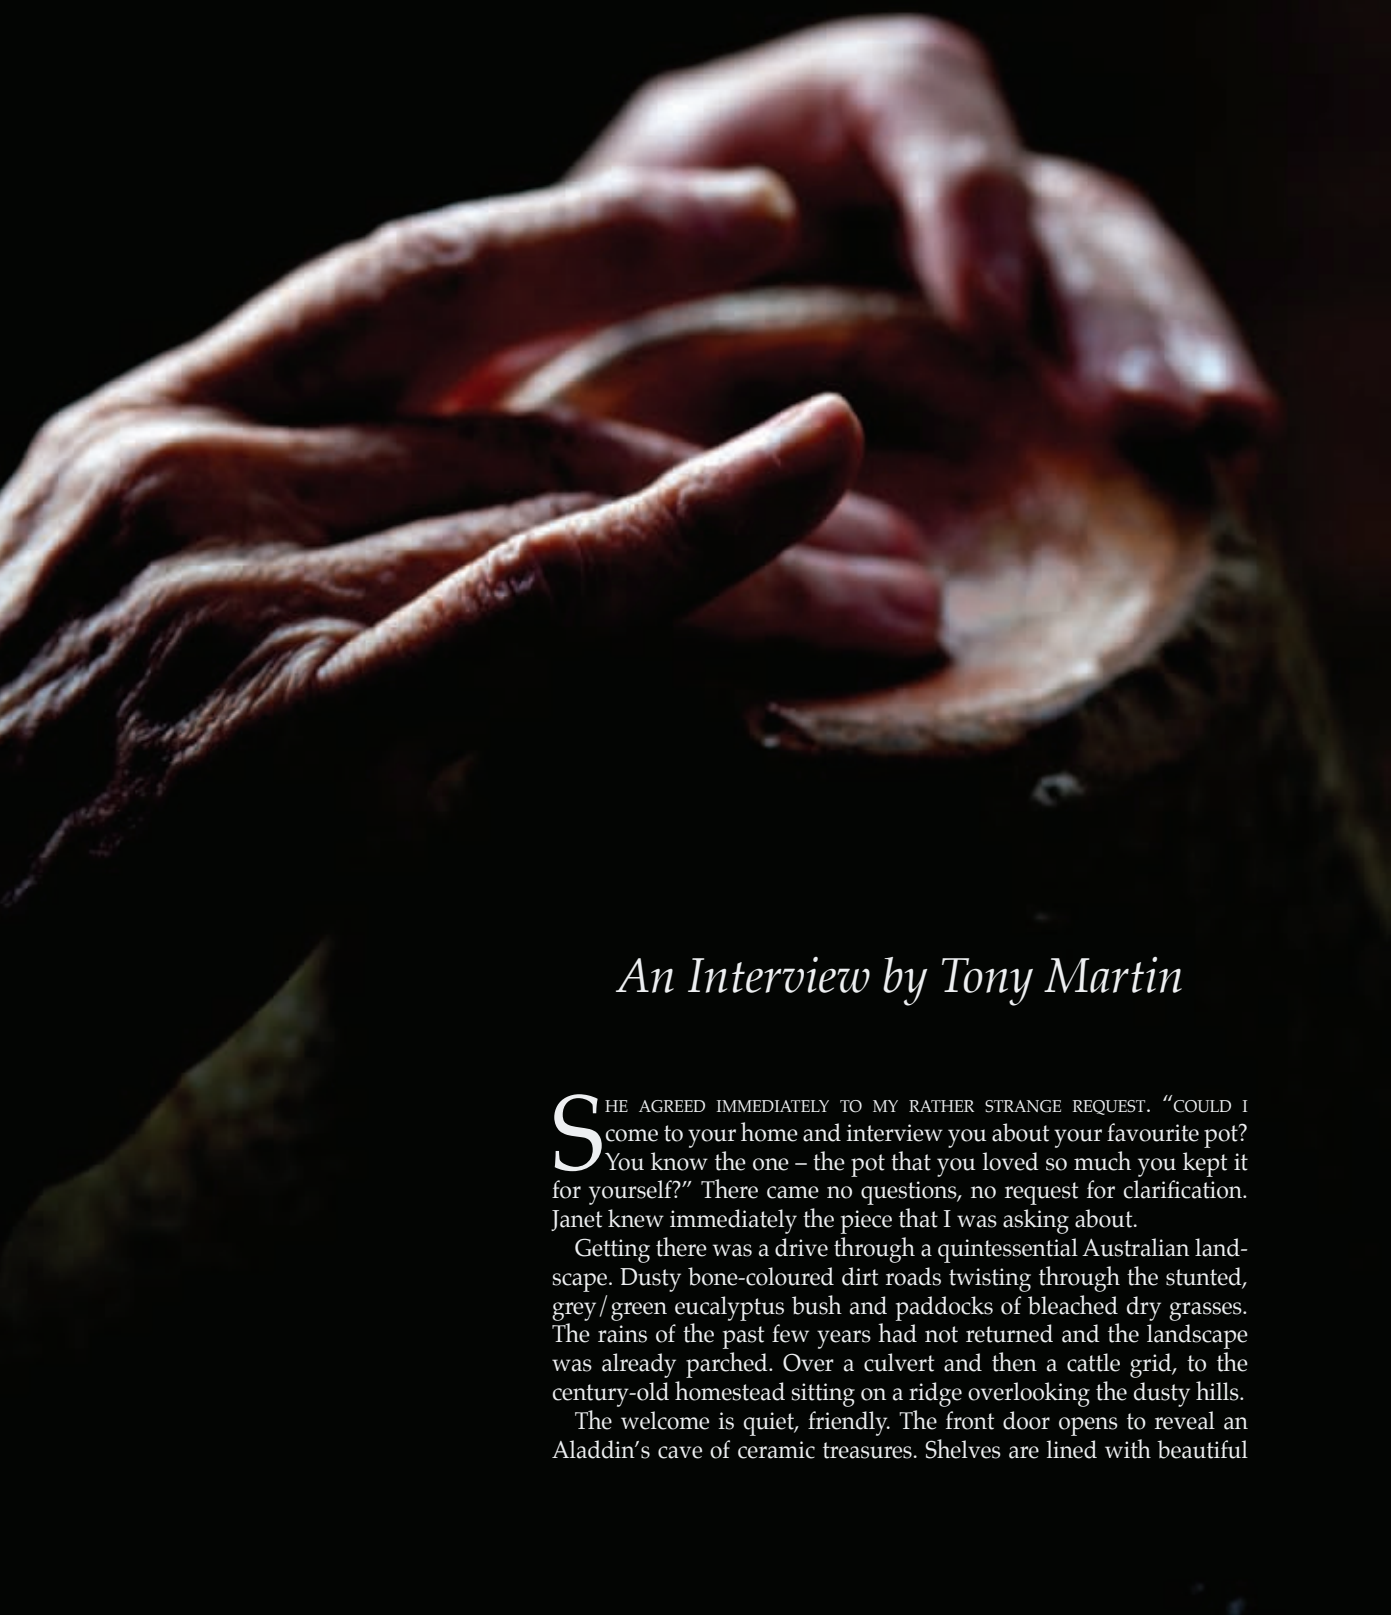 An Interview by Tony Martin
SHE AGREED IMMEDIATELY TO MY RATHER STRANGE REQUEST. “COULD I
come to your home and interview you about your favourite pot?
You know the one – the pot that you loved so much you kept it
for yourself?” There came no questions, no request for clarification.
Janet knew immediately the piece that I was asking about.
Getting there was a drive through a quintessential Australian land-
scape. Dusty bone-coloured dirt roads twisting through the stunted,
grey/green eucalyptus bush and paddocks of bleached dry grasses.
The rains of the past few years had not returned and the landscape
was already parched. Over a culvert and then a cattle grid, to the
century-old homestead sitting on a ridge overlooking the dusty hills.
The welcome is quiet, friendly. The front door opens to reveal an
Aladdin’s cave of ceramic treasures. Shelves are lined with beautiful